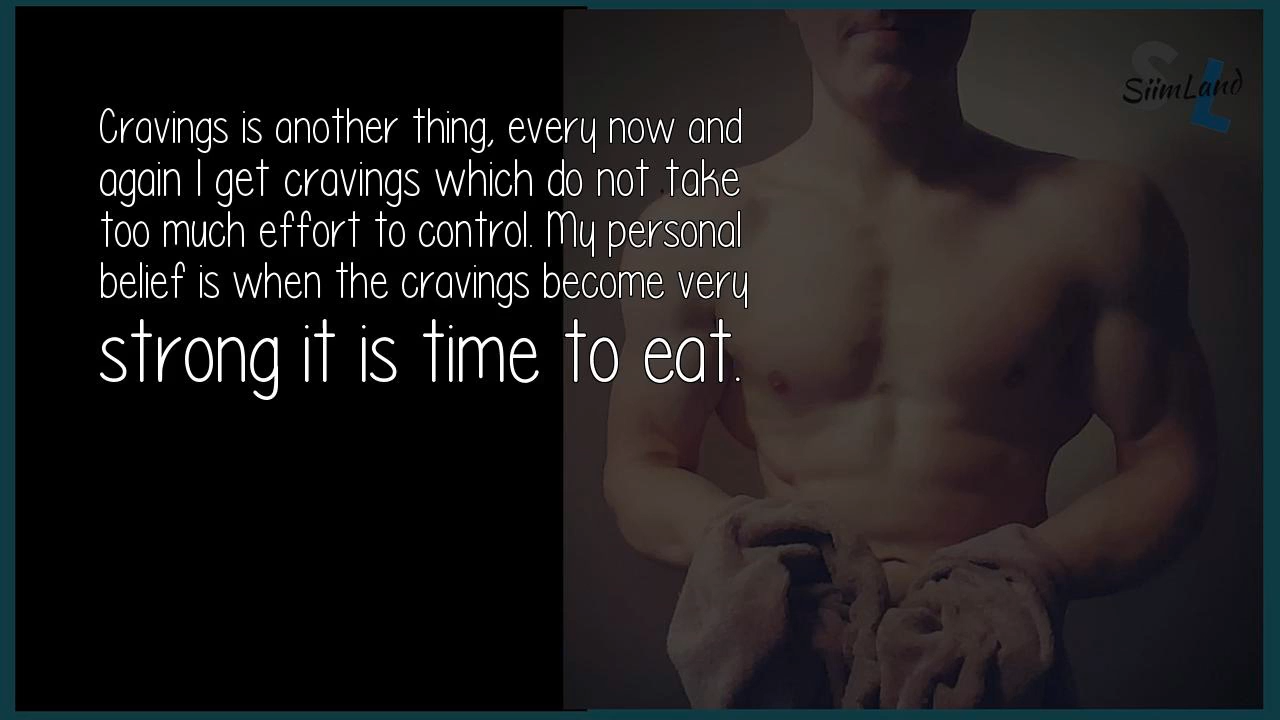 Cravings is another thing, every now and
again I get cravings which do not take
too much effort to control. My personal
belief is when the cravings become very
strong it is time to eat.
S
SiimLand
L